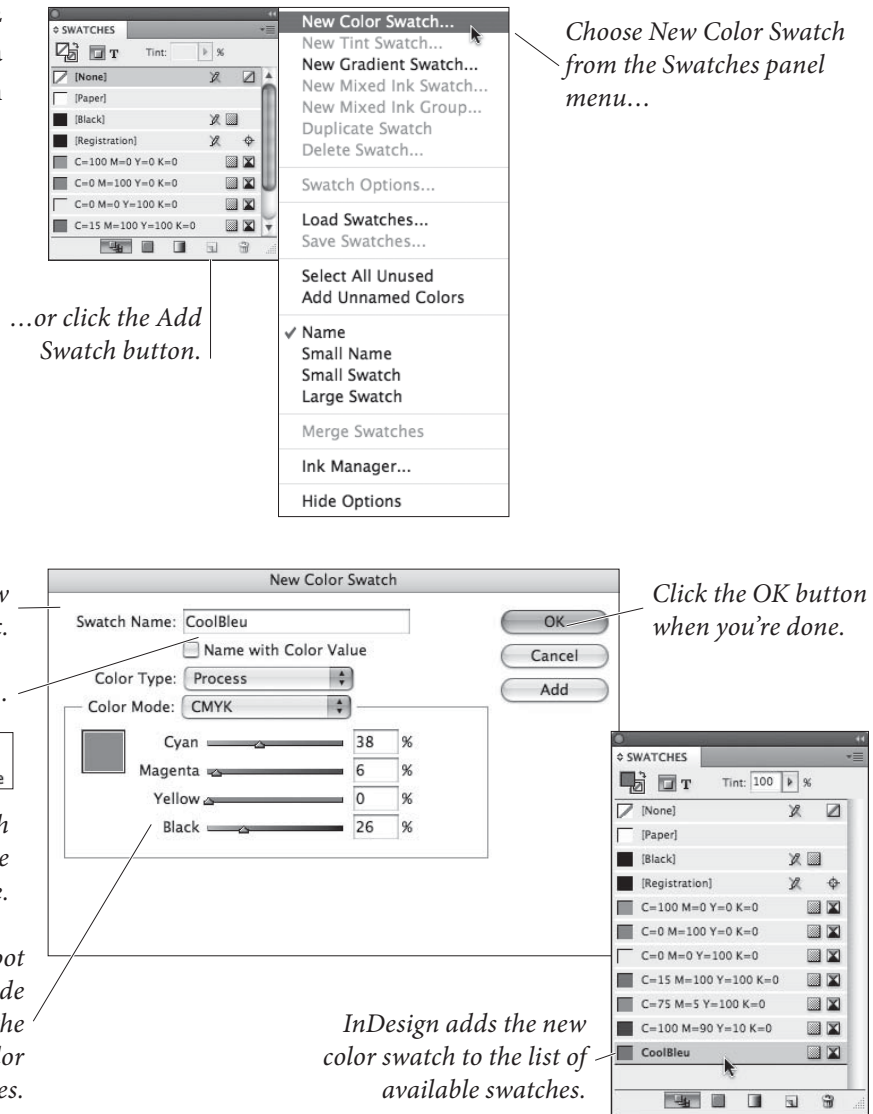 SWATCHES
T Tint: %
[None]
[Paper]
[Black]
[Registration]
C=100 M=0 Y=0 K=0
C=0 M=100 Y=0 K=0
C=0 M=0 Y=100 K=0
C=15 M=100 Y=100 K=0
New Color Swatch...
New Tint Swatch...
New Gradient Swatch...
New Mixed Ink Swatch...
New Mixed Ink Group...
Duplicate Swatch
Delete Swatch...
Swatch Options...
Load Swatches...
Save Swatches...
Select All Unused
Add Unnamed Colors
✓ Name
Small Name
Small Swatch
Large Swatch
Merge Swatches
Ink Manager...
Hide Options
Choose New Color Swatch
from the Swatches panel
menu…
…or click the Add
Swatch button.
New Color Swatch
Swatch Name: CoolBleu
Name with Color Value
Color Type: Process
Color Mode: CMYK
Cyan 38 %
Magenta 6 %
Yellow 0 %
Black 26 %
OK
Cancel
Add
Click the OK button
when you're done.
SWATCHES
T Tint: 100 %
[None]
[Paper]
[Black]
[Registration]
C=100 M=0 Y=0 K=0
C=0 M=100 Y=0 K=0
C=0 M=0 Y=100 K=0
C=15 M=100 Y=100 K=0
C=75 M=5 Y=100 K=0
C=100 M=90 Y=10 K=0
CoolBleu
InDesign adds the new
color swatch to the list of
available swatches.